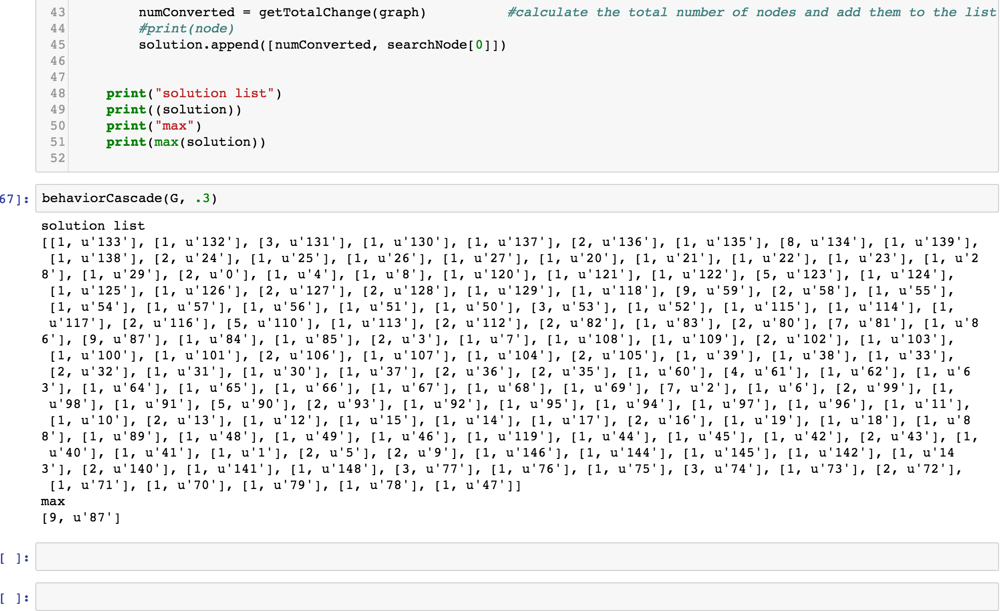 43 numConverted = getTotalChange(graph) #calculate the total number of nodes and add them to the list
44 #print(node)
45 solution.append([numConverted, searchNode[0]])
46
47
48 print("solution list")
49 print((solution))
50 print("max")
51 print(max(solution))
52
67]: behaviorCascade(G, .3)
solution list
[[1, u'133'], [1, u'132'], [3, u'131'], [1, u'130'], [1, u'137'], [2, u'136'], [1, u'135'], [8, u'134'], [1, u'139'],
[1, u'138'], [2, u'24'], [1, u'25'], [1, u'26'], [1, u'27'], [1, u'20'], [1, u'21'], [1, u'22'], [1, u'23'], [1, u'2
8'], [1, u'29'], [2, u'0'], [1, u'4'], [1, u'8'], [1, u'120'], [1, u'121'], [1, u'122'], [5, u'123'], [1, u'124'],
[1, u'125'], [1, u'126'], [2, u'127'], [2, u'128'], [1, u'129'], [1, u'118'], [9, u'59'], [2, u'58'], [1, u'55'],
[1, u'54'], [1, u'57'], [1, u'56'], [1, u'51'], [1, u'50'], [3, u'53'], [1, u'52'], [1, u'115'], [1, u'114'], [1,
u'117'], [2, u'116'], [5, u'110'], [1, u'113'], [2, u'112'], [2, u'82'], [1, u'83'], [2, u'80'], [7, u'81'], [1, u'8
6'], [9, u'87'], [1, u'84'], [1, u'85'], [2, u'3'], [1, u'7'], [1, u'108'], [1, u'109'], [2, u'102'], [1, u'103'],
[1, u'100'], [1, u'101'], [2, u'106'], [1, u'107'], [1, u'104'], [2, u'105'], [1, u'39'], [1, u'38'], [1, u'33'],
[2, u'32'], [1, u'31'], [1, u'30'], [1, u'37'], [2, u'36'], [2, u'35'], [1, u'60'], [4, u'61'], [1, u'62'], [1, u'6
3'], [1, u'64'], [1, u'65'], [1, u'66'], [1, u'67'], [1, u'68'], [1, u'69'], [7, u'2'], [1, u'6'], [2, u'99'], [1,
u'98'], [1, u'91'], [5, u'90'], [2, u'93'], [1, u'92'], [1, u'95'], [1, u'94'], [1, u'97'], [1, u'96'], [1, u'11'],
[1, u'10'], [2, u'13'], [1, u'12'], [1, u'15'], [1, u'14'], [1, u'17'], [2, u'16'], [1, u'19'], [1, u'18'], [1, u'8
8'], [1, u'89'], [1, u'48'], [1, u'49'], [1, u'46'], [1, u'119'], [1, u'44'], [1, u'45'], [1, u'42'], [2, u'43'], [1,
u'40'], [1, u'41'], [1, u'1'], [2, u'5'], [2, u'9'], [1, u'146'], [1, u'144'], [1, u'145'], [1, u'142'], [1, u'14
3'], [2, u'140'], [1, u'141'], [1, u'148'], [3, u'77'], [1, u'76'], [1, u'75'], [3, u'74'], [1, u'73'], [2, u'72'],
[1, u'71'], [1, u'70'], [1, u'79'], [1, u'78'], [1, u'47']]
max
[9, u'87']
[ ]:
[ ]: